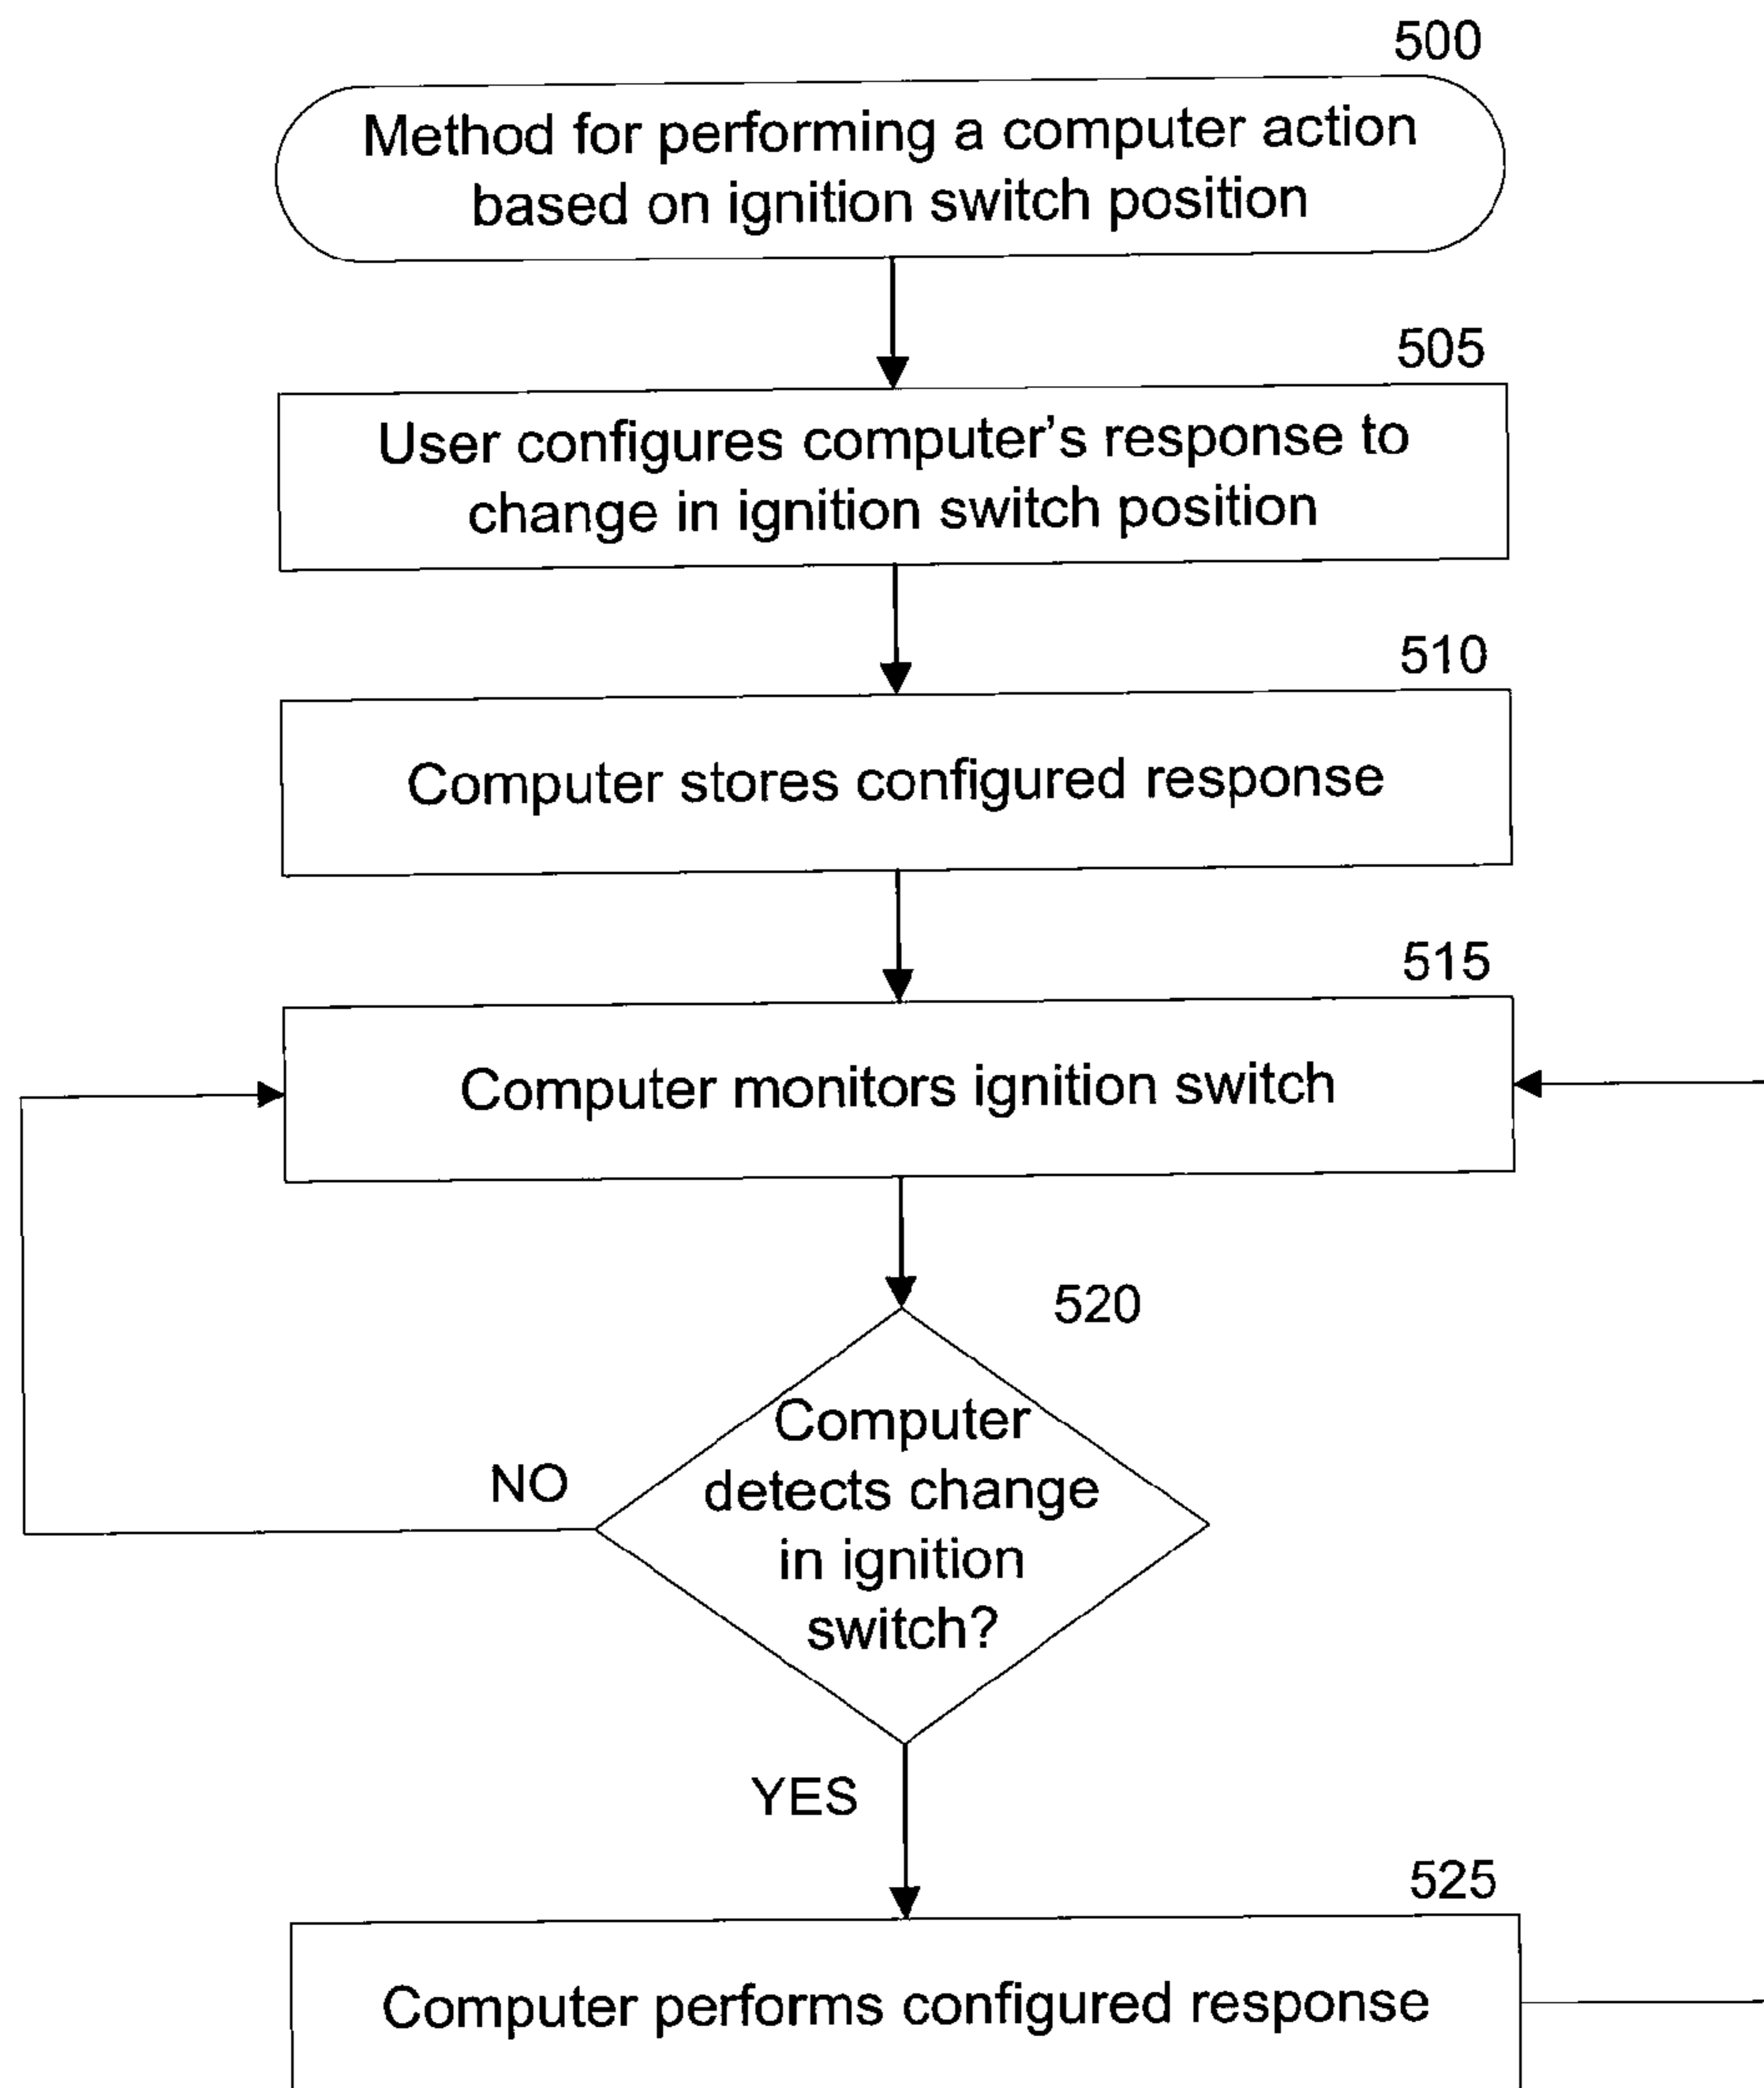 500
Method for performing a computer action
based on ignition switch position
505
User configures computer's response to
change in ignition switch position
510
Computer stores configured response
515
Computer monitors ignition switch
520
Computer
detects change
in ignition
switch?
NO
YES
525
Computer performs configured response